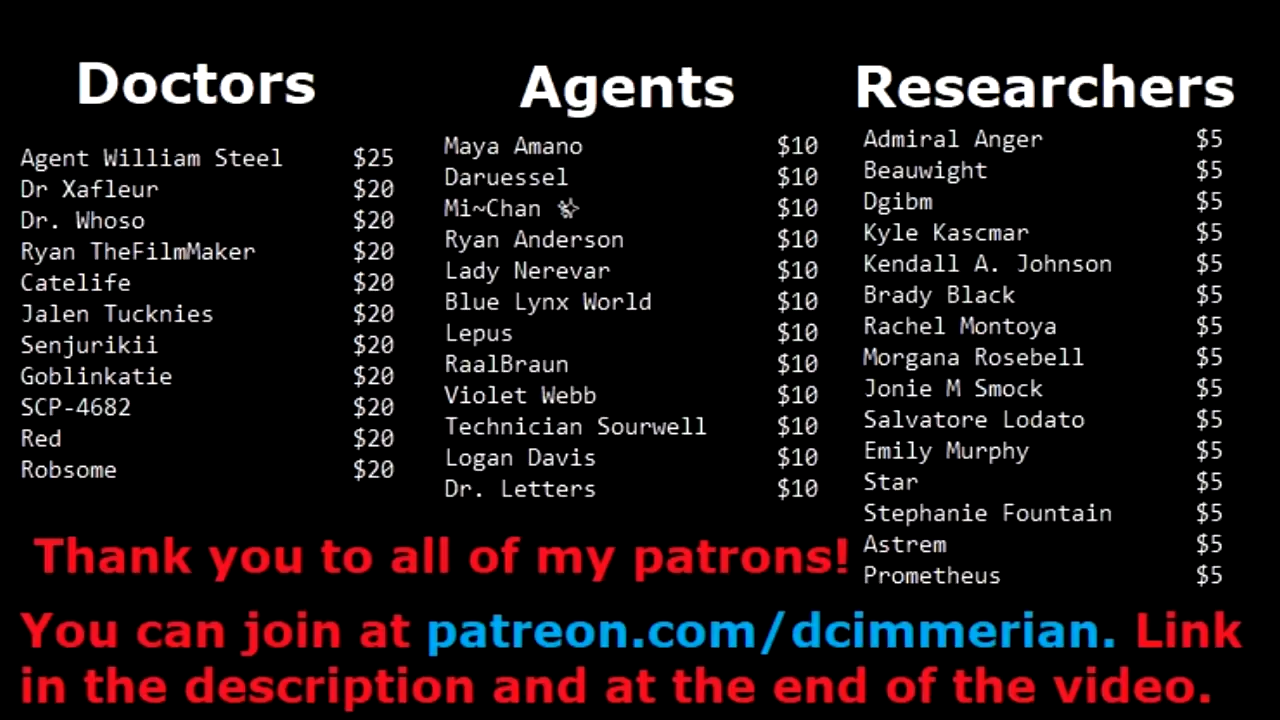 Doctors
Agent William Steel $25
Dr Xafleur $20
Dr. Whoso $20
Ryan TheFilmMaker $20
Catelife $20
Jalen Tucknies $20
Senjurikii $20
Goblinkatie $20
SCP-4682 $20
Red $20
Robsome $20
Agents
Maya Amano $10
Daruessel $10
Mi~Chan ✨ $10
Ryan Anderson $10
Lady Nerevar $10
Blue Lynx World $10
Lepus $10
RaalBraun $10
Violet Webb $10
Technician Sourwell $10
Logan Davis $10
Dr. Letters $10
Researchers
Admiral Anger $5
Beauwight $5
Dgibm $5
Kyle Kascmar $5
Kendall A. Johnson $5
Brady Black $5
Rachel Montoya $5
Morgana Rosebell $5
Jonie M Smock $5
Salvatore Lodato $5
Emily Murphy $5
Star $5
Stephanie Fountain $5
Astrem $5
Prometheus $5
Thank you to all of my patrons!
You can join at patreon.com/dcimmerian. Link
in the description and at the end of the video.